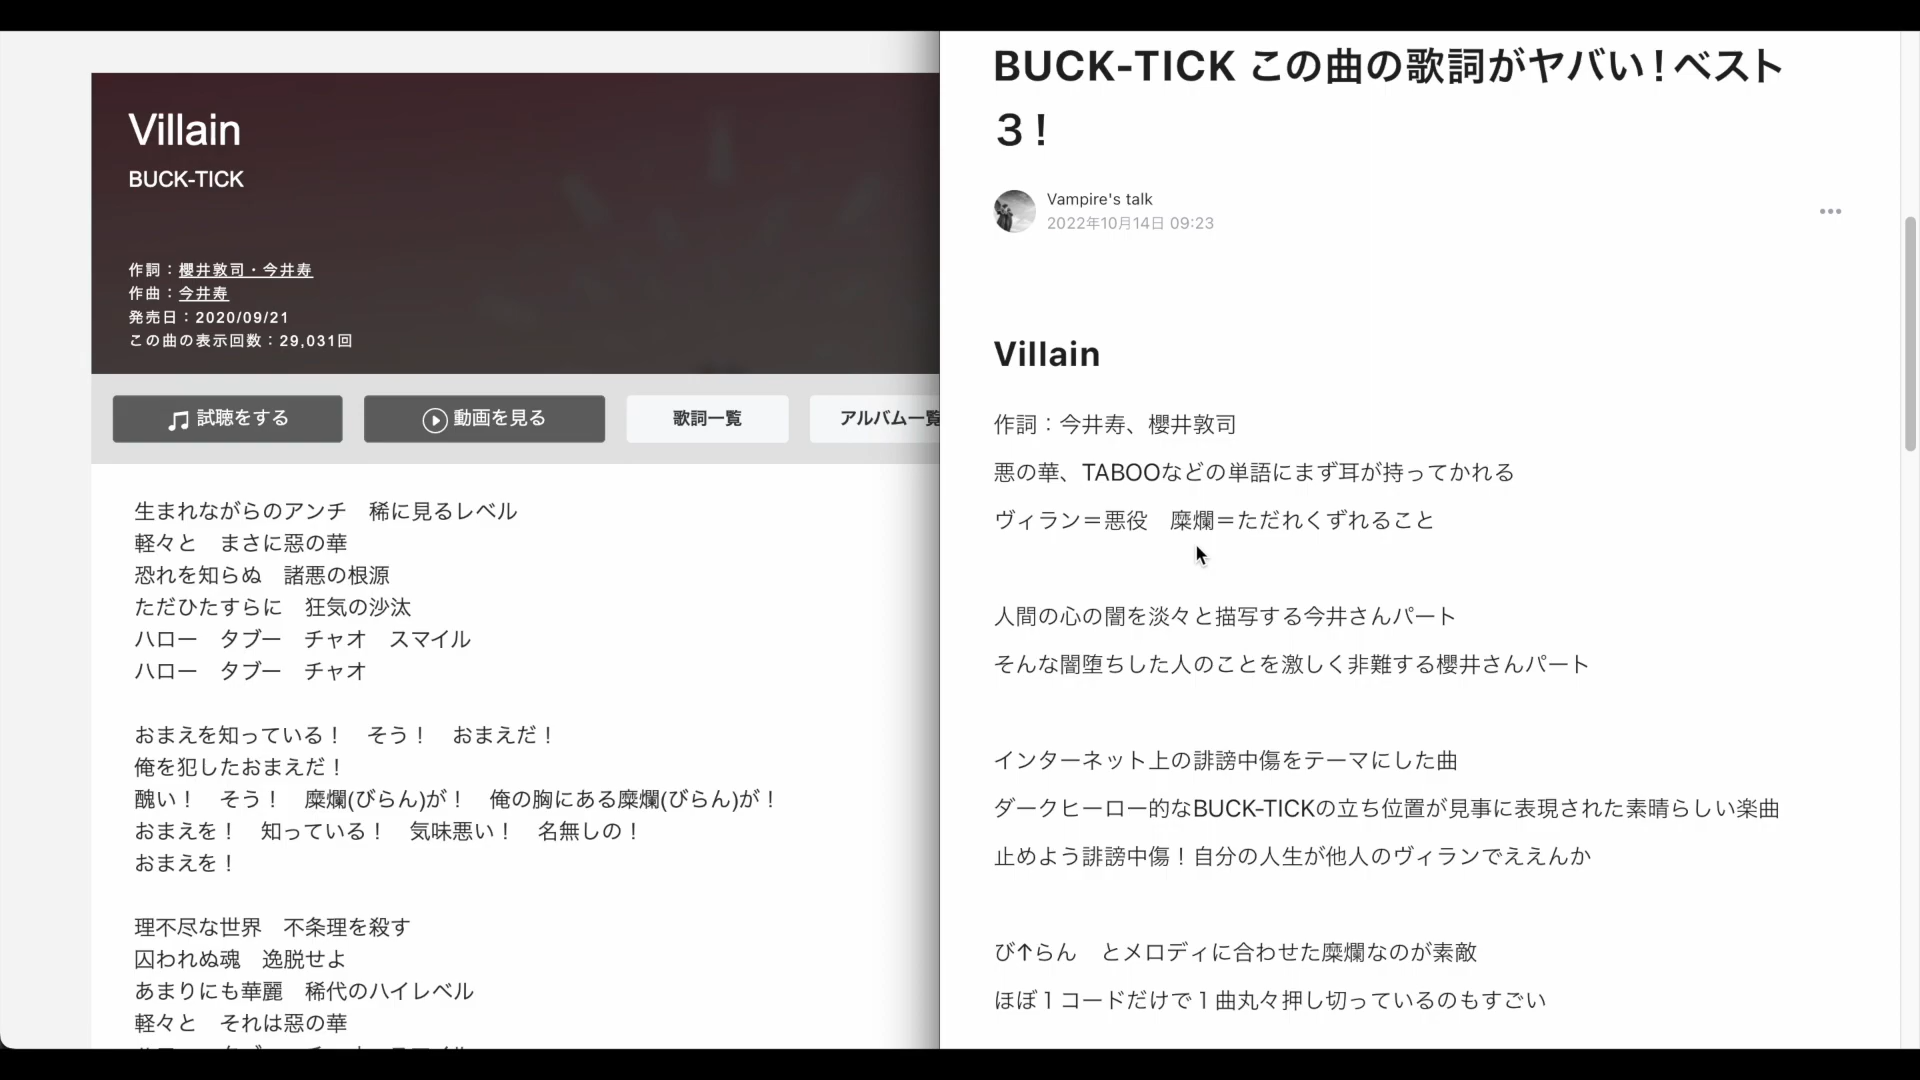 Villain
BUCK-TICK
作詞：櫻井敦司・今井寿
作曲：今井寿
発売日：2020/09/21
この曲の表示回数：29,031回
試聴をする
動画を見る
歌詞一覧
アルバム一覧
生まれながらのアンチ　稀に見るレベル
軽々と　まさに惡の華
恐れを知らぬ　諸悪の根源
ただひたすらに　狂気の沙汰
ハロー　タブー　チャオ　スマイル
ハロー　タブー　チャオ
おまえを知っている！　そう！　おまえだ！
俺を犯したおまえだ！
醜い！　そう！　糜爛(びらん)が！　俺の胸にある糜爛(びらん)が！
おまえを！　知っている！　気味悪い！　名無しの！
おまえを！
理不尽な世界　不条理を殺す
囚われぬ魂　逸脱せよ
あまりにも華麗　稀代のハイレベル
軽々と　それは惡の華
BUCK-TICK この曲の歌詞がヤバい！ベスト
３！
Vampire's talk
2022年10月14日 09:23
Villain
作詞：今井寿、櫻井敦司
悪の華、TABOOなどの単語にまず耳が持ってかれる
ヴィラン＝悪役　糜爛＝ただれくずれること
人間の心の闇を淡々と描写する今井さんパート
そんな闇堕ちした人のことを激しく非難する櫻井さんパート
インターネット上の誹謗中傷をテーマにした曲
ダークヒーロー的なBUCK-TICKの立ち位置が見事に表現された素晴らしい楽曲
止めよう誹謗中傷！自分の人生が他人のヴィランでええんか
び↑らん　とメロディに合わせた糜爛なのが素敵
ほぼ１コードだけで１曲丸々押し切っているのもすごい